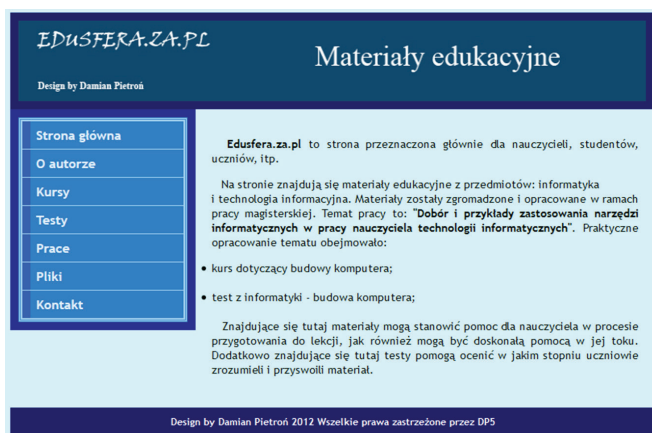 EDUSFERA.ZA.PL
Materiały edukacyjne
Design by Damian Pietroń
Strona główna
O autorze
Kursy
Testy
Prace
Pliki
Kontakt
Edusfera.za.pl to strona przeznaczona głównie dla nauczycieli, studentów,
uczniów, itp.
Na stronie znajdują się materiały edukacyjne z przedmiotów: informatyka
i technologia informacyjna. Materiały zostały zgromadzone i opracowane w ramach
pracy magisterskiej. Temat pracy to: "Dobór i przykłady zastosowania narzędzi
informatycznych w pracy nauczyciela technologii informatycznych". Praktyczne
opracowanie tematu obejmowało:
• kurs dotyczący budowy komputera;
• test z informatyki - budowa komputera;
Znajdujące się tutaj materiały mogą stanowić pomoc dla nauczyciela w procesie
przygotowania do lekcji, jak również mogą być doskonałą pomocą w jej toku.
Dodatkowo znajdujące się tutaj testy pomogą ocenić w jakim stopniu uczniowie
zrozumieli i przyswoili materiał.
Design by Damian Pietroń 2012 Wszelkie prawa zastrzeżone przez DP5